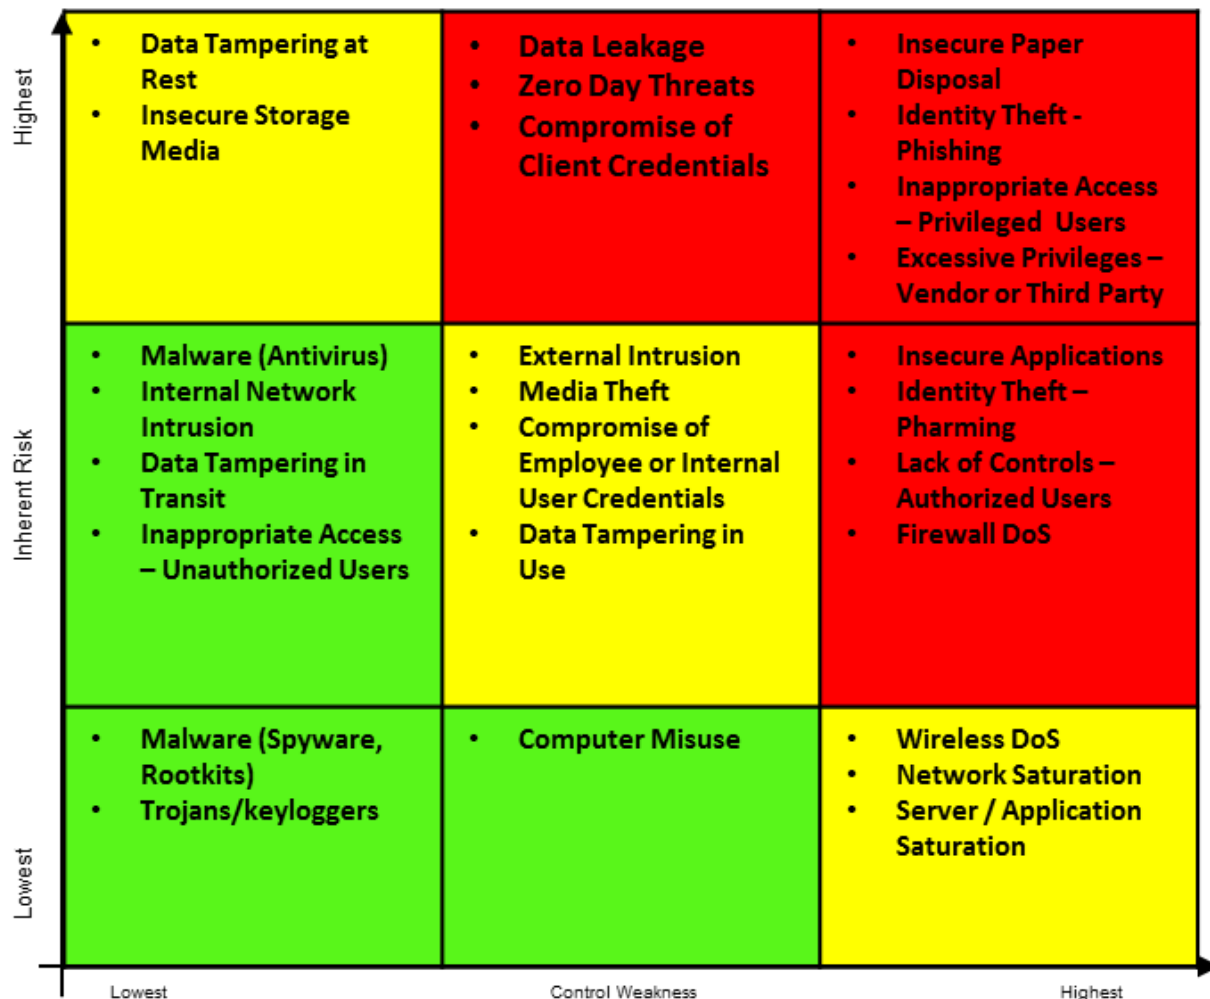 Highest
• Data Tampering at
Rest
• Insecure Storage
Media
• Data Leakage
• Zero Day Threats
• Compromise of
Client Credentials
• Insecure Paper
Disposal
• Identity Theft -
Phishing
• Inappropriate Access
– Privileged Users
• Excessive Privileges –
Vendor or Third Party
Inherent Risk
• Malware (Antivirus)
• Internal Network
Intrusion
• Data Tampering in
Transit
• Inappropriate Access
– Unauthorized Users
• External Intrusion
• Media Theft
• Compromise of
Employee or Internal
User Credentials
• Data Tampering in
Use
• Insecure Applications
• Identity Theft –
Pharming
• Lack of Controls –
Authorized Users
• Firewall DoS
Lowest
• Malware (Spyware,
Rootkits)
• Trojans/keyloggers
• Computer Misuse
• Wireless DoS
• Network Saturation
• Server / Application
Saturation
Lowest
Control Weakness
Highest